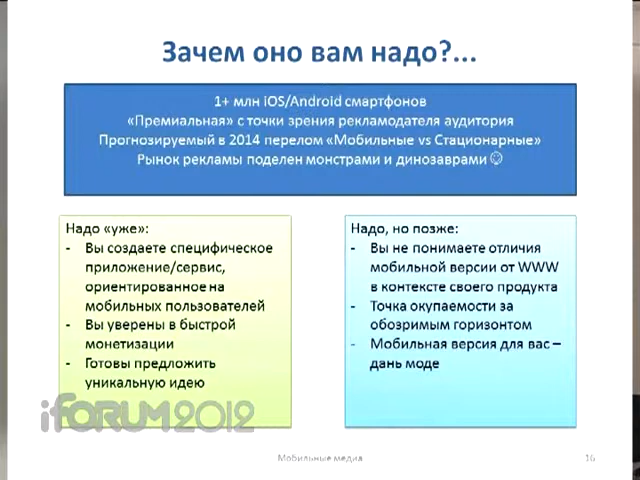 Зачем оно вам надо?...
1+ млн iOS/Android смартфонов
«Премиальная» с точки зрения рекламодателя аудитория
Прогнозируемый в 2014 перелом «Мобильные vs Стационарные»
Рынок рекламы поделен монстрами и динозаврами ☺
Надо «уже»:
- Вы создаете специфическое
приложение/сервис,
ориентированное на
мобильных пользователей
- Вы уверены в быстрой
монетизации
- Готовы предложить
уникальную идею
Надо, но позже:
- Вы не понимаете отличия
мобильной версии от WWW
в контексте своего продукта
- Точка окупаемости за
обозримым горизонтом
- Мобильная версия для вас –
дань моде
iFORUM2012
Мобильные медиа
16